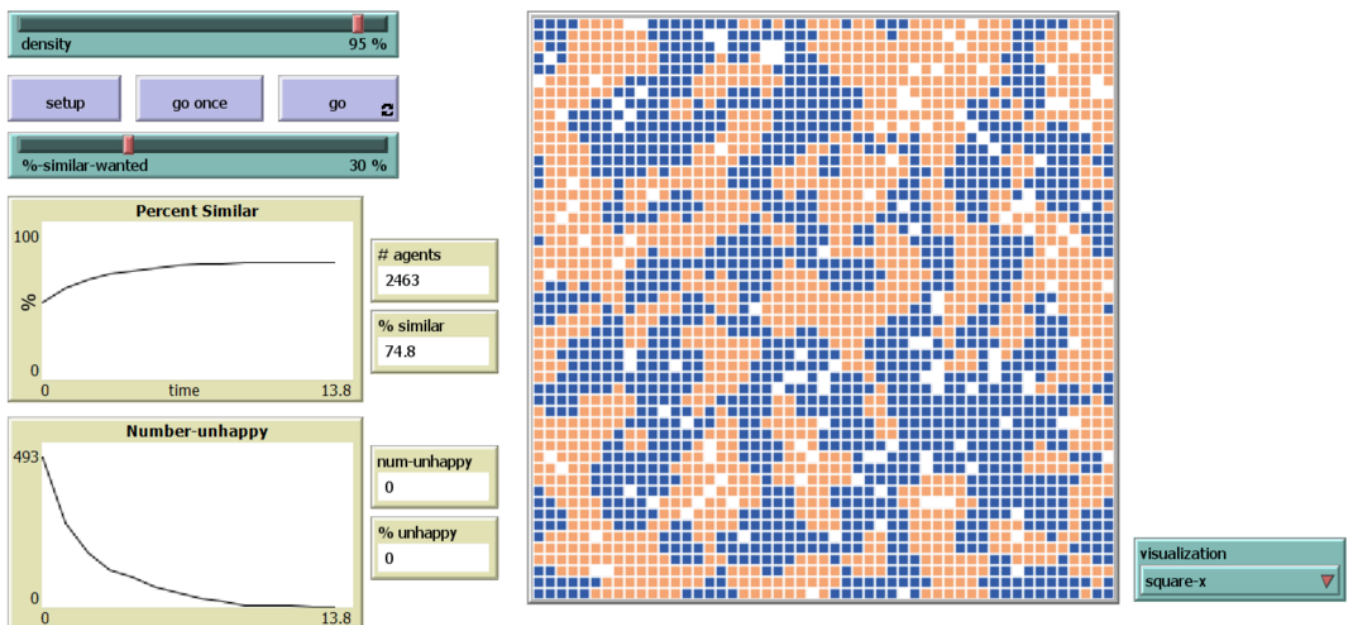 density 95 %
setup go once go
%-similar-wanted 30 %
Percent Similar
100
%
0
0 time 13.8
# agents
2463
% similar
74.8
Number-unhappy
493
0
0 13.8
num-unhappy
0
% unhappy
0
visualization
square-x